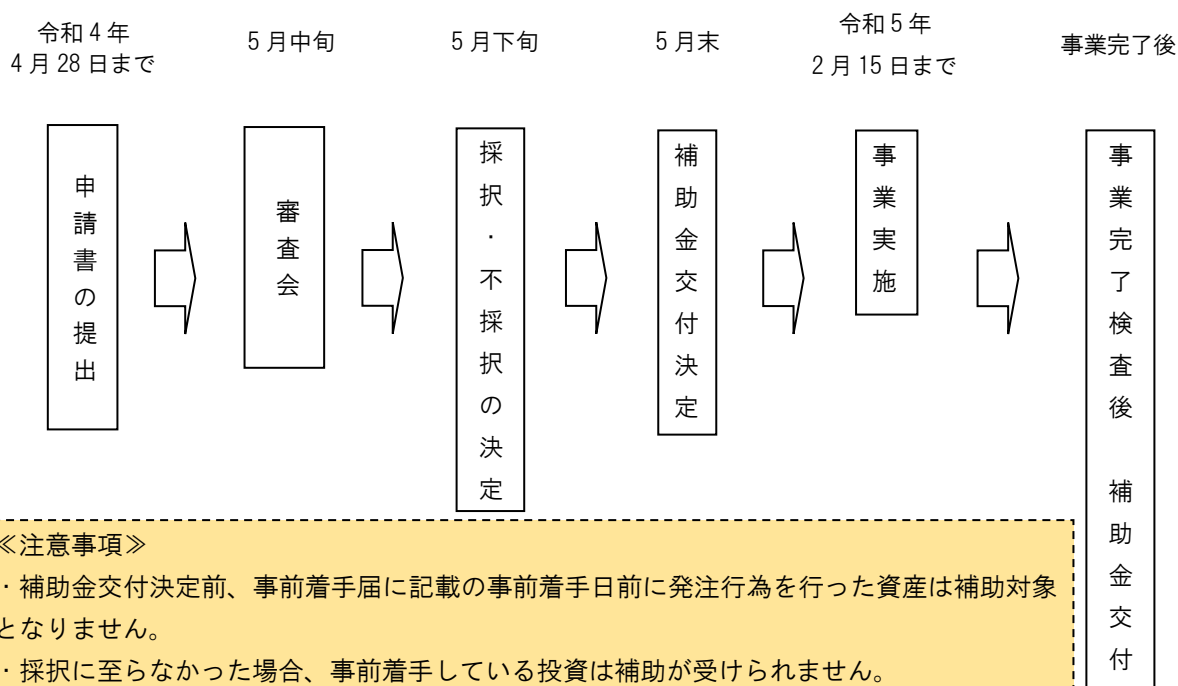 令和4年
4月28日まで
5月中旬
5月下旬
5月末
令和5年
2月15日まで
事業完了後
申請書の提出
審査会
採択・不採択の決定
補助金交付決定
事業実施
事業完了検査後　補助金交付
≪注意事項≫
・補助金交付決定前、事前着手届に記載の事前着手日前に発注行為を行った資産は補助対象
となりません。
・採択に至らなかった場合、事前着手している投資は補助が受けられません。